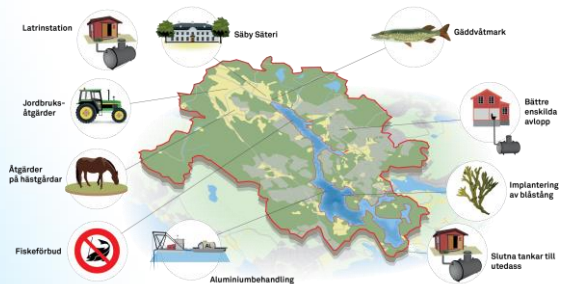 Latrinstation
Säby Säteri
Gäddvåtmark
Jordbruks-
åtgärder
Bättre
enskilda
avlopp
Åtgärder
på hästgårdar
Implantering
av blåstång
Fiskeförbud
Aluminiumbehandling
Slutna tankar till
utedass